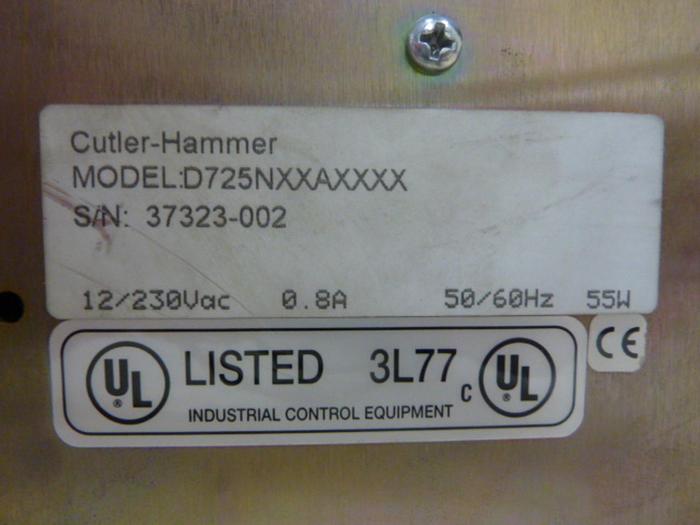 Cutler-Hammer
MODEL:D725NXXAXXXX
S/N: 37323-002
12/230Vac 0.8A 50/60Hz 55W
CE
UL ® LISTED 3L77 c UL ®
INDUSTRIAL CONTROL EQUIPMENT